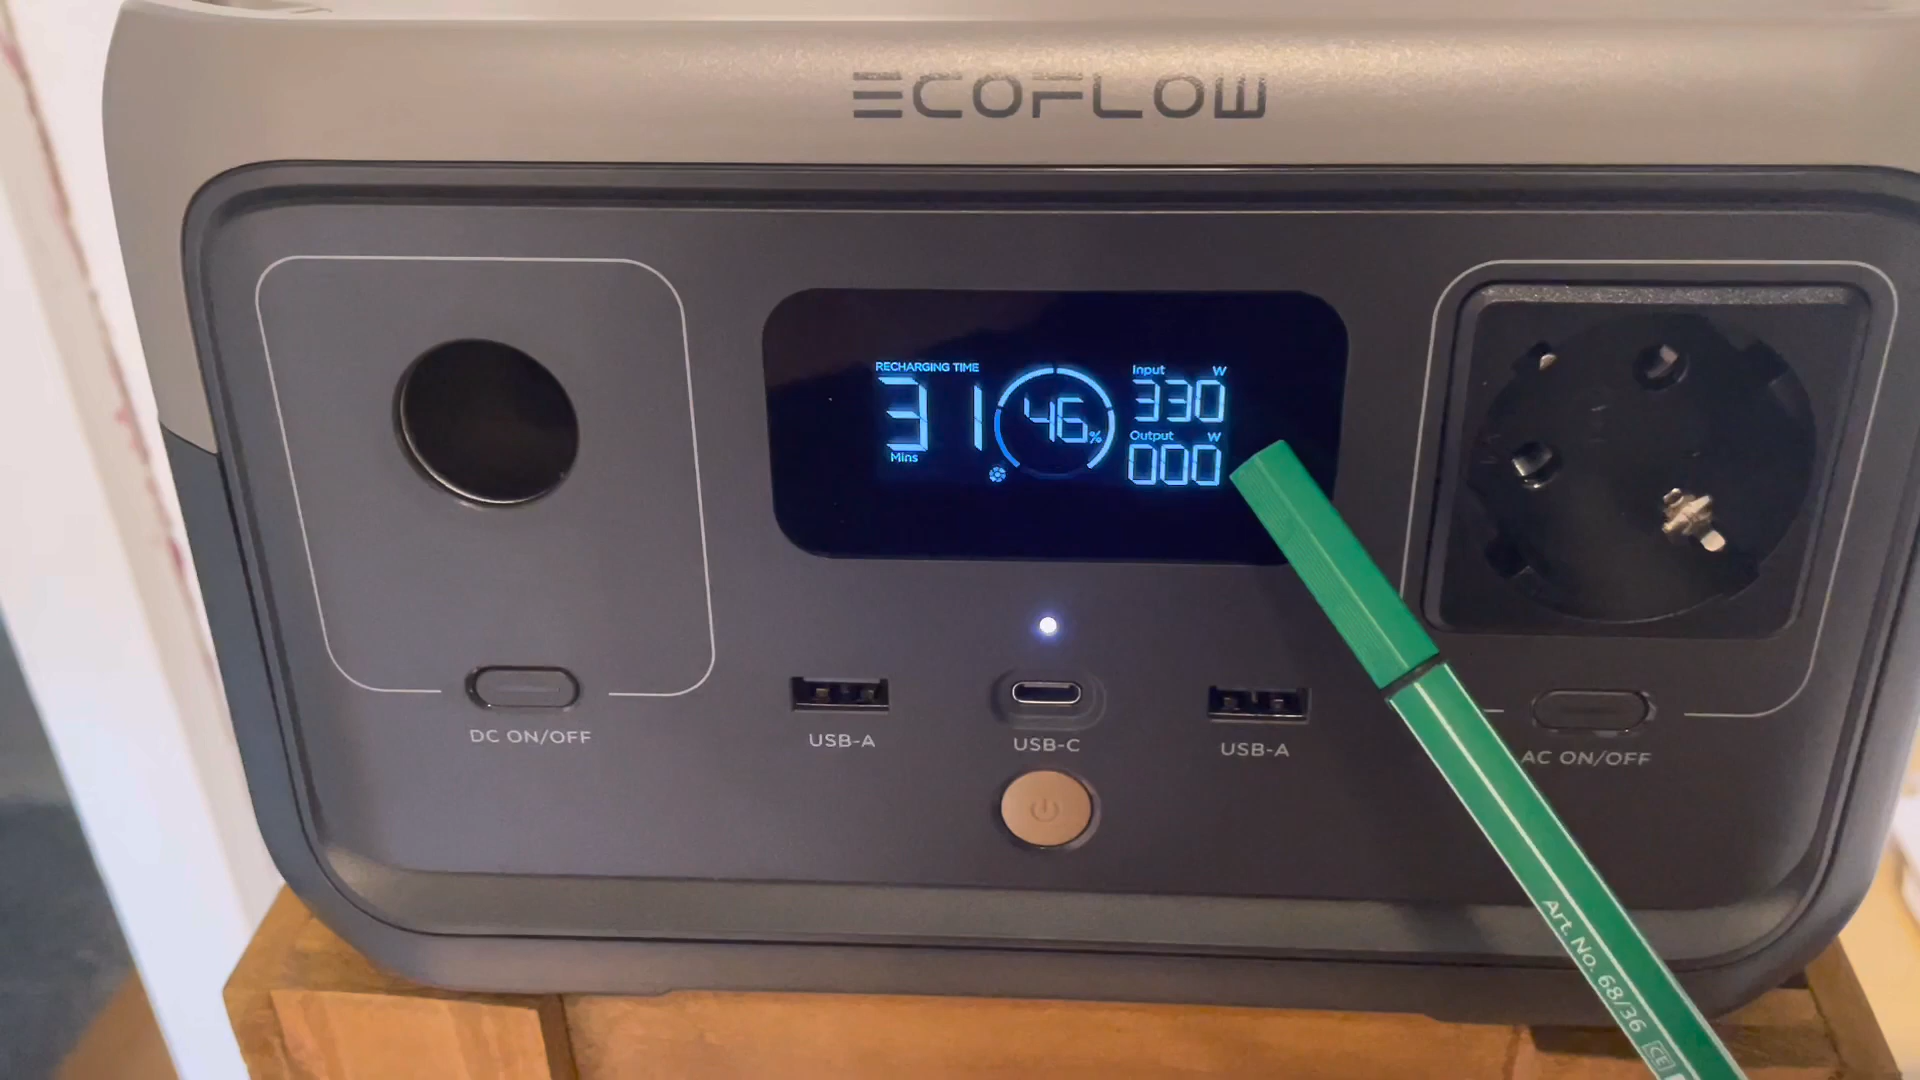 ECOFLOW
RECHARGING TIME
31
Mins
46%
Input W
330
Output W
000
DC ON/OFF
USB-A
USB-C
USB-A
AC ON/OFF
Art. No. 68/36 CE